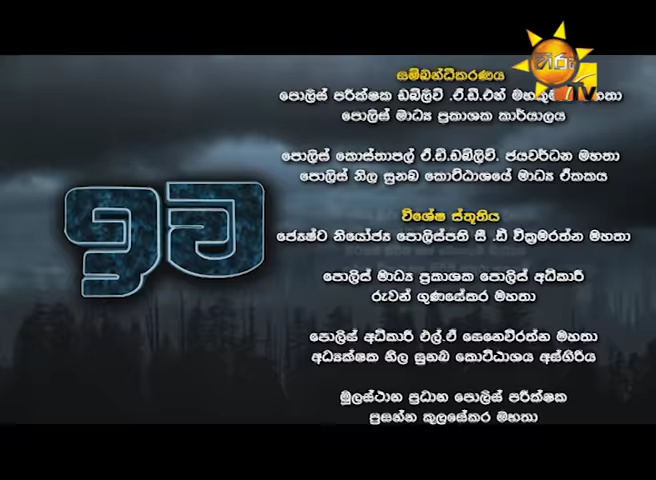 හිරු
TV
ඉව
සම්බන්ධීකරණය
පොලිස් පරීක්ෂක ඩබ්ලිව් .ඒ.ඩී.එන් මහතා
පොලිස් මාධ්‍ය ප්‍රකාශක කාර්යාලය
පොලිස් කොස්තාපල් ඒ.ඩී.ඩබ්ලිව්. ජයවර්ධන මහතා
පොලිස් නිල සුනඛ කොට්ඨාශයේ මාධ්‍ය ඒකකය
විශේෂ ස්තූතිය
ජ්‍යෙෂ්ට නියෝජ්‍ය පොලිස්පති සී .ඩී වික්‍රමරත්න මහතා
පොලිස් මාධ්‍ය ප්‍රකාශක පොලිස් අධිකාරී
රුවන් ගුණසේකර මහතා
පොලිස් අධිකාරී එල්.ඒ සෙනෙවිරත්න මහතා
අධ්‍යක්ෂක නිල සුනඛ කොට්ඨාශය අස්ගිරිය
මූලස්ථාන ප්‍රධාන පොලිස් පරීක්ෂක
ප්‍රසන්න කුලසේකර මහතා